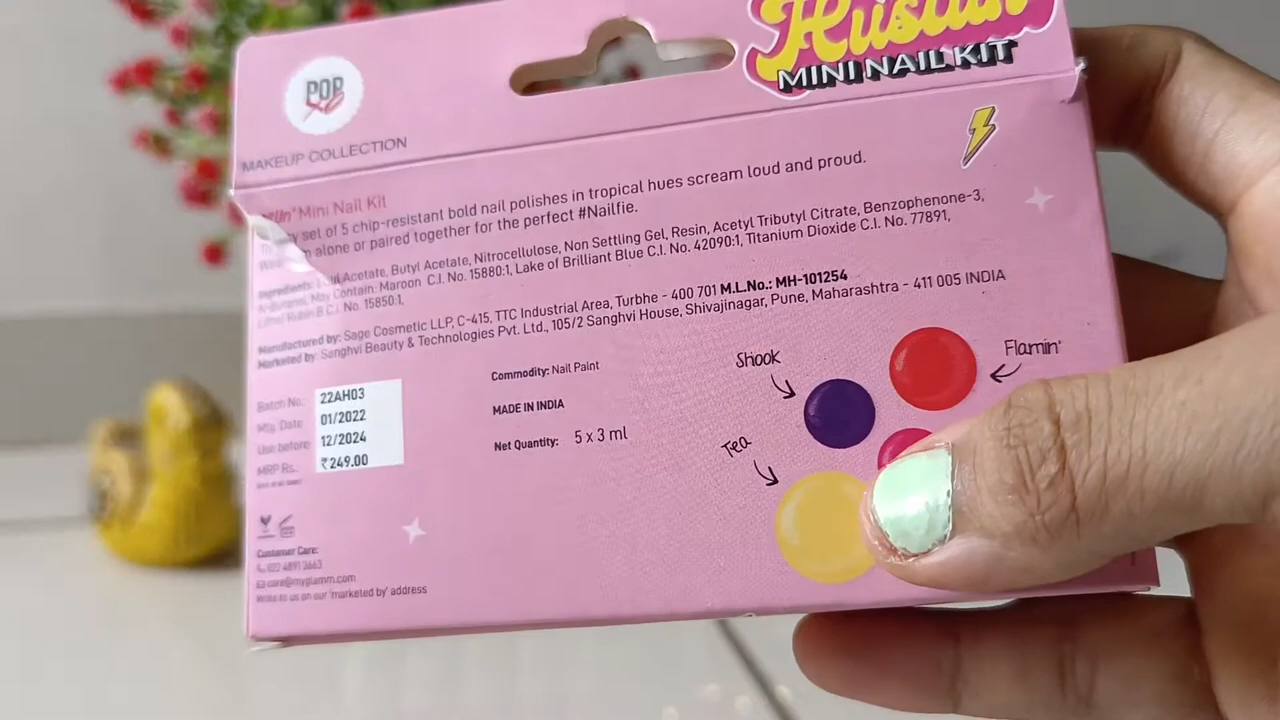 POP
xo
MAKEUP COLLECTION
MINI NAIL KIT
Mini Nail Kit
set of 5 chip-resistant bold nail polishes in tropical hues scream loud and proud.
alone or paired together for the perfect #Nailfie.
Ingredients: Acetate, Butyl Acetate, Nitrocellulose, Non Settling Gel, Resin, Acetyl Tributyl Citrate, Benzophenone-3,
May Contain: Maroon C.I. No. 15880:1, Lake of Brilliant Blue C.I. No. 42090:1, Titanium Dioxide C.I. No. 77891,
Lithol Rubin B C.I. No. 15850:1,
Manufactured by: Sage Cosmetic LLP, C-415, TTC Industrial Area, Turbhe - 400 701 M.L.No.: MH-101254
Marketed by: Sanghvi Beauty & Technologies Pvt. Ltd., 105/2 Sanghvi House, Shivajinagar, Pune, Maharashtra - 411 005 INDIA
Batch No.: 22AH03
Mfg. Date 01/2022
Use before: 12/2024
MRP Rs. ₹249.00
Commodity: Nail Paint
MADE IN INDIA
Net Quantity: 5 x 3 ml
Shook
Flamin'
Tea
Customer Care:
022 4891 3663
care@myglamm.com
Write to us on our 'marketed by' address